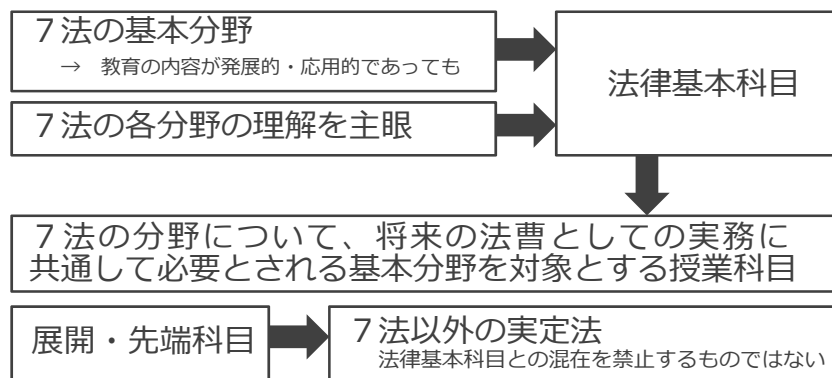 ７法の基本分野
→　教育の内容が発展的・応用的であっても
７法の各分野の理解を主眼
法律基本科目
７法の分野について、将来の法曹としての実務に
共通して必要とされる基本分野を対象とする授業科目
展開・先端科目
７法以外の実定法
法律基本科目との混在を禁止するものではない